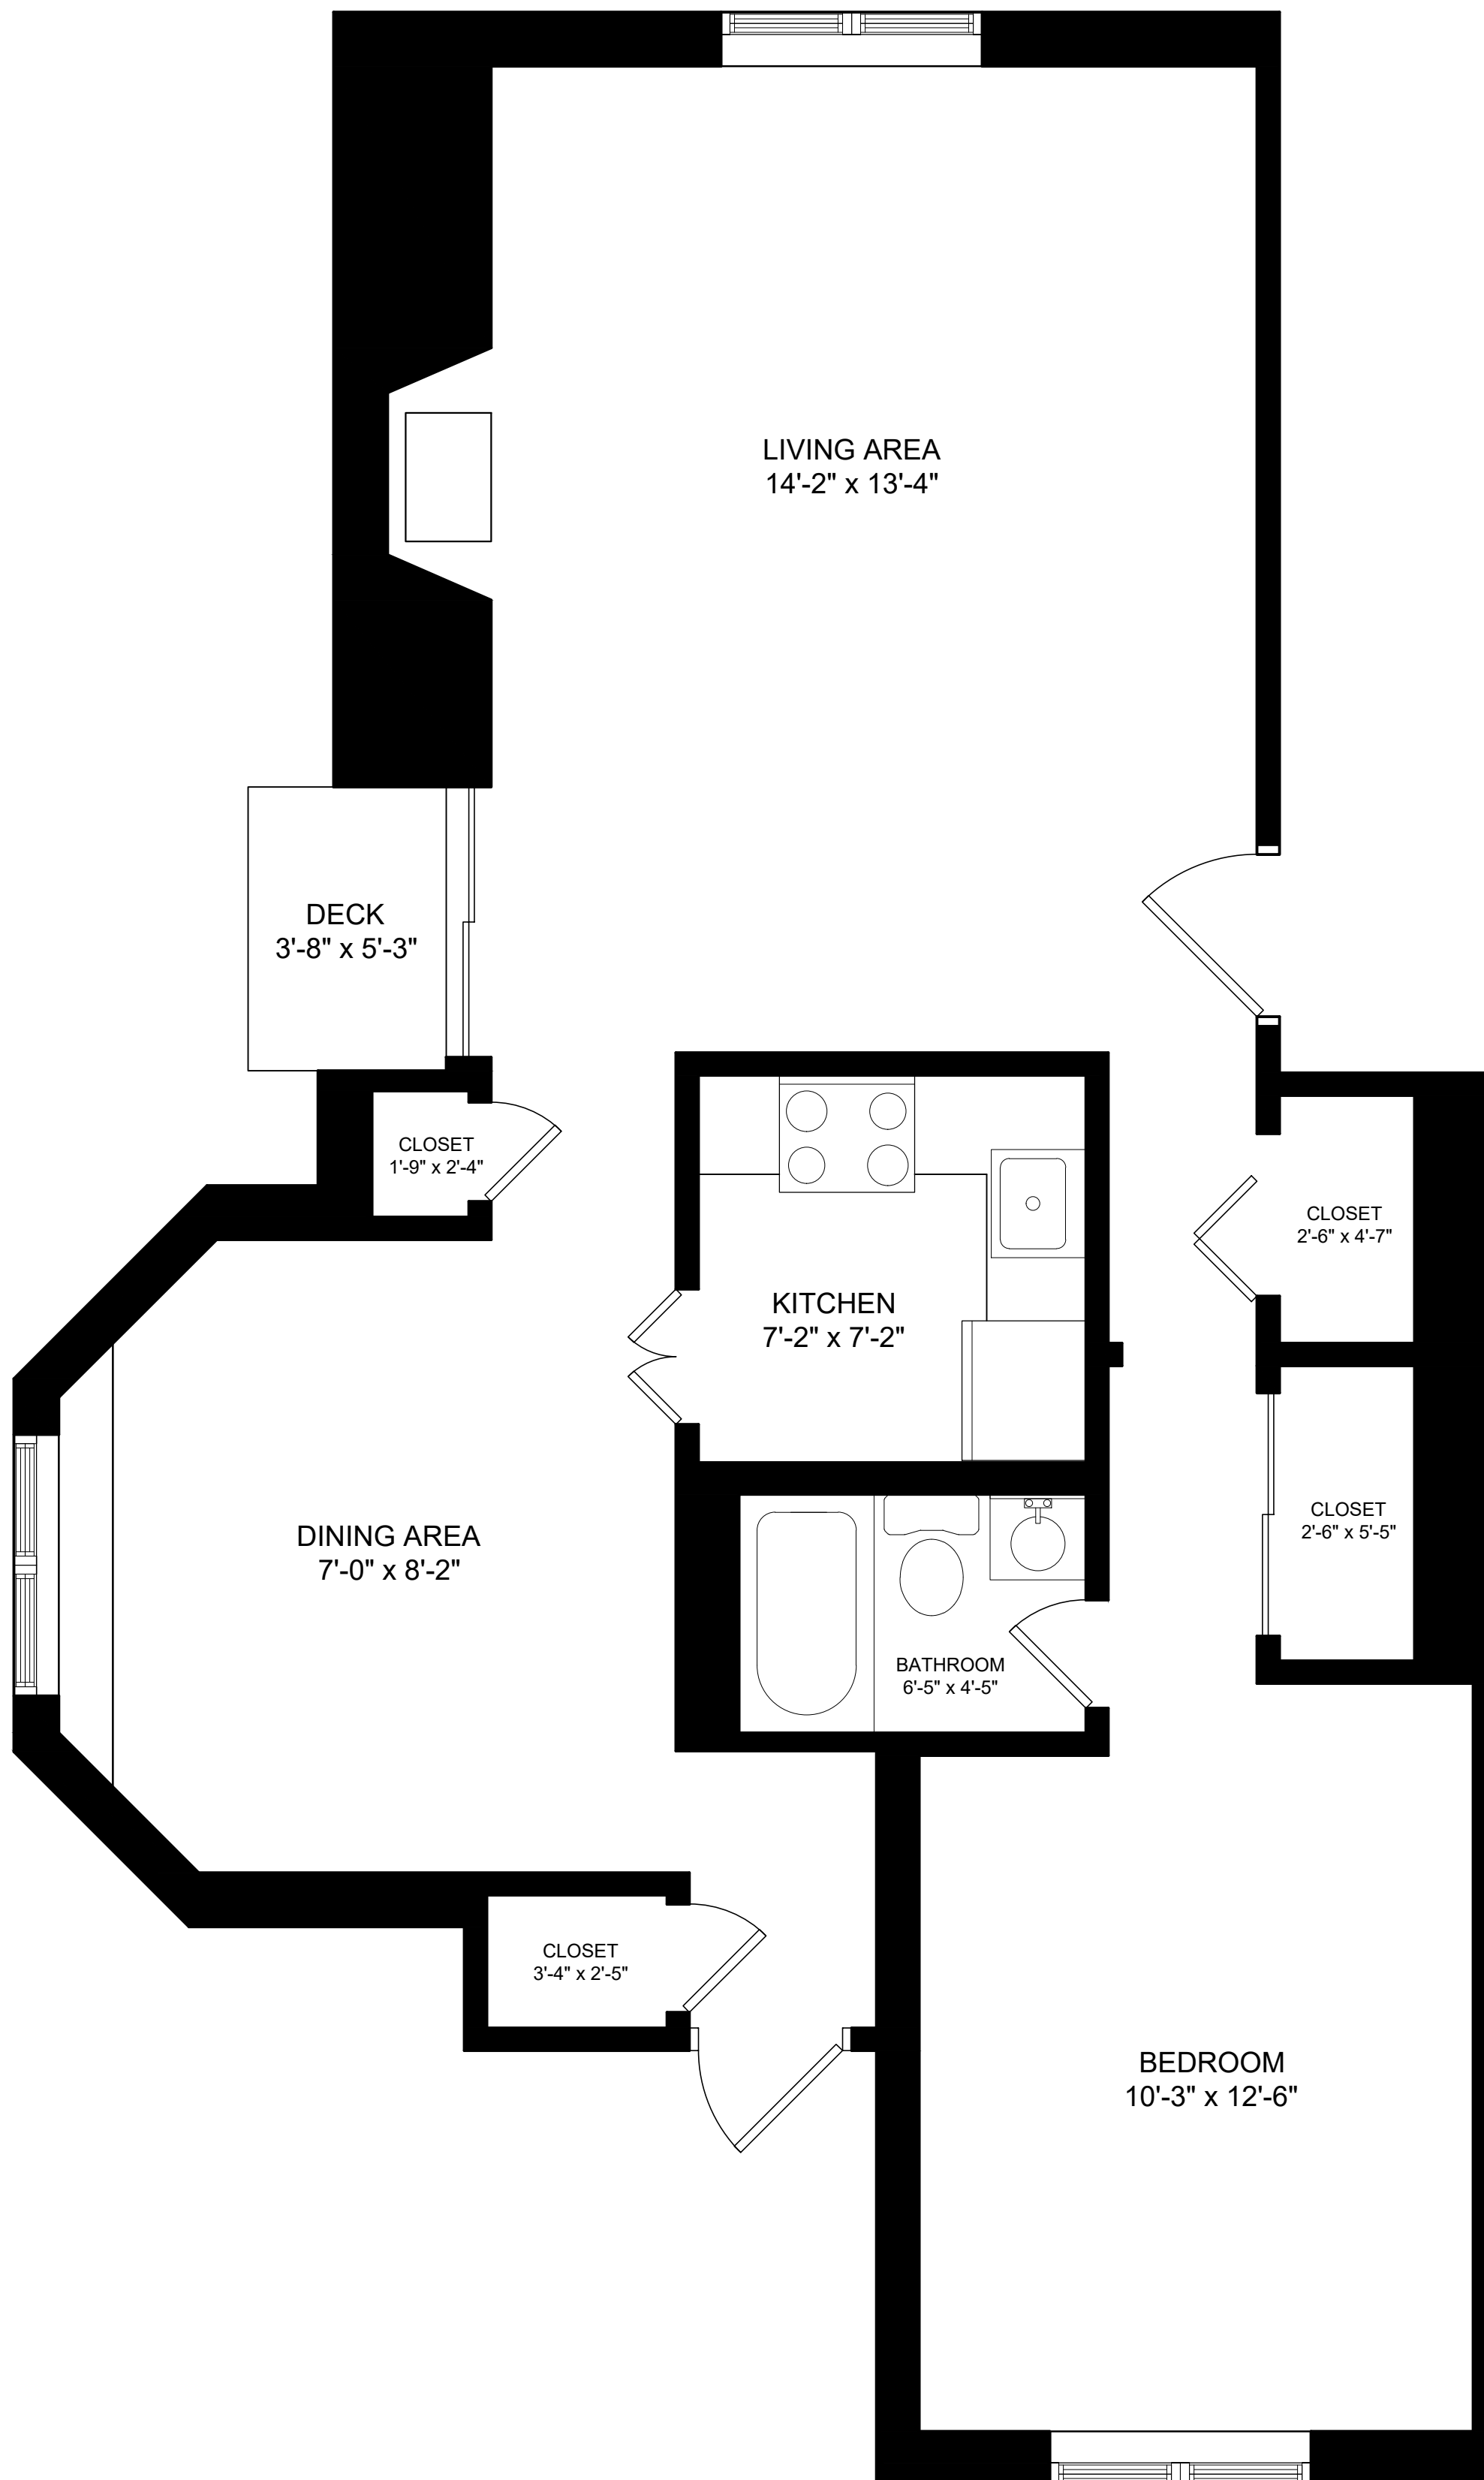 LIVING AREA
14'-2" x 13'-4"
DECK
3'-8" x 5'-3"
CLOSET
1'-9" x 2'-4"
CLOSET
2'-6" x 4'-7"
KITCHEN
7'-2" x 7'-2"
CLOSET
2'-6" x 5'-5"
DINING AREA
7'-0" x 8'-2"
BATHROOM
6'-5" x 4'-5"
CLOSET
3'-4" x 2'-5"
BEDROOM
10'-3" x 12'-6"